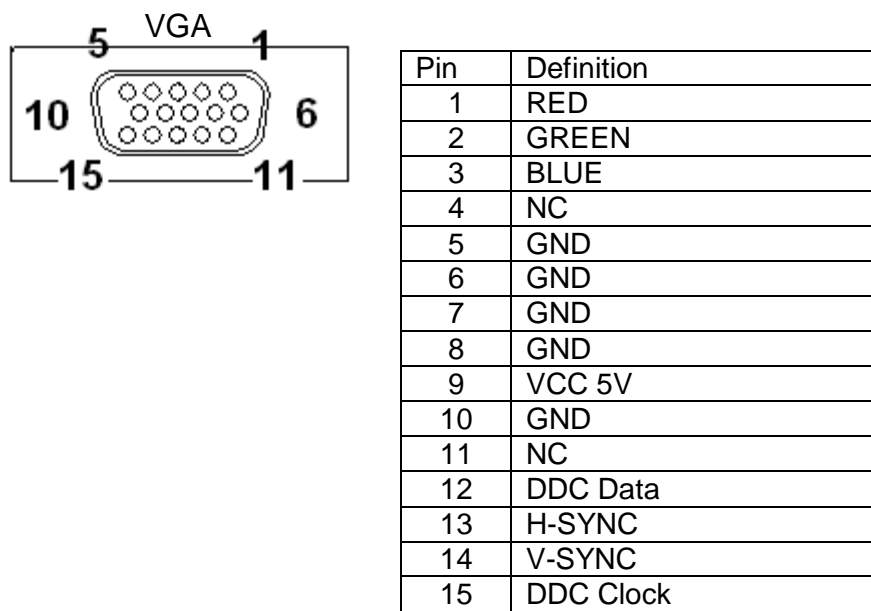 VGA
5 1
10 6
15 11
Pin Definition
1 RED
2 GREEN
3 BLUE
4 NC
5 GND
6 GND
7 GND
8 GND
9 VCC 5V
10 GND
11 NC
12 DDC Data
13 H-SYNC
14 V-SYNC
15 DDC Clock